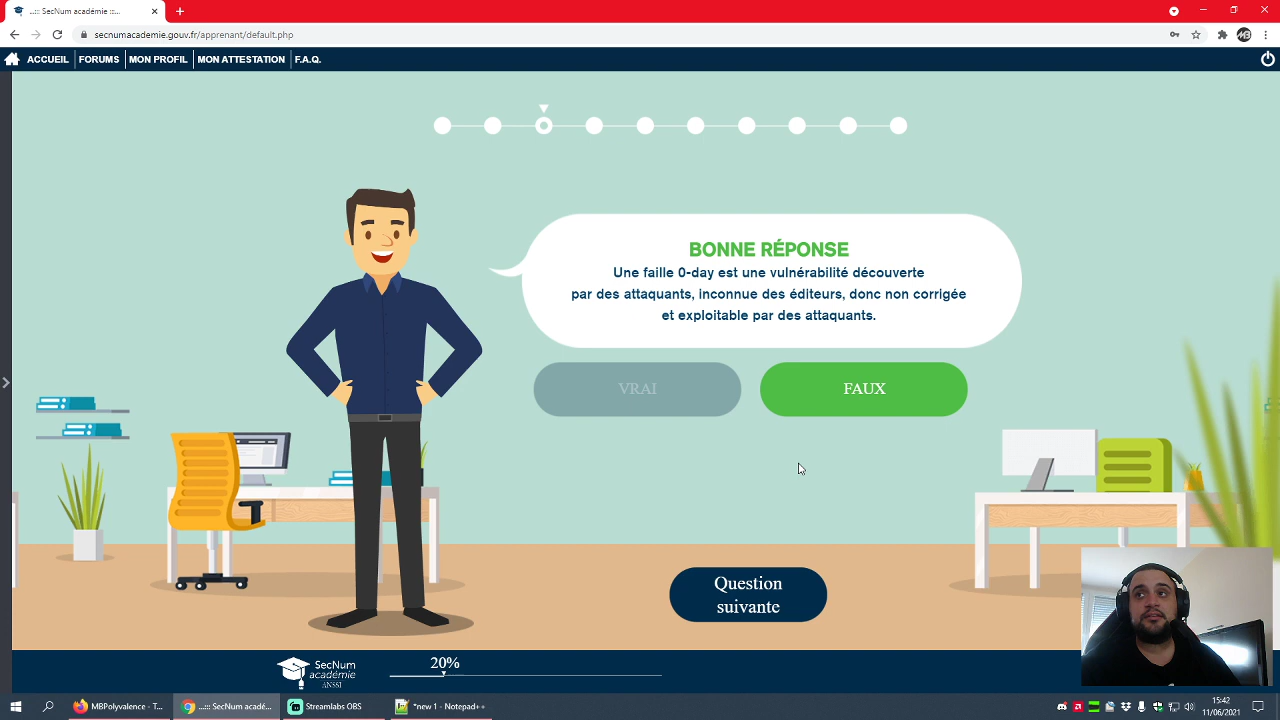 ..::: SecNum académie :::..
secnumacademie.gouv.fr/apprenant/default.php
ACCUEIL
FORUMS
MON PROFIL
MON ATTESTATION
F.A.Q.
BONNE RÉPONSE
Une faille 0-day est une vulnérabilité découverte
par des attaquants, inconnue des éditeurs, donc non corrigée
et exploitable par des attaquants.
VRAI
FAUX
Question
suivante
SecNum
académie
ANSSI
20%
MBPolyvalence - T...
..::: SecNum acadé...
Streamlabs OBS
*new 1 - Notepad++
15:42
11/06/2021